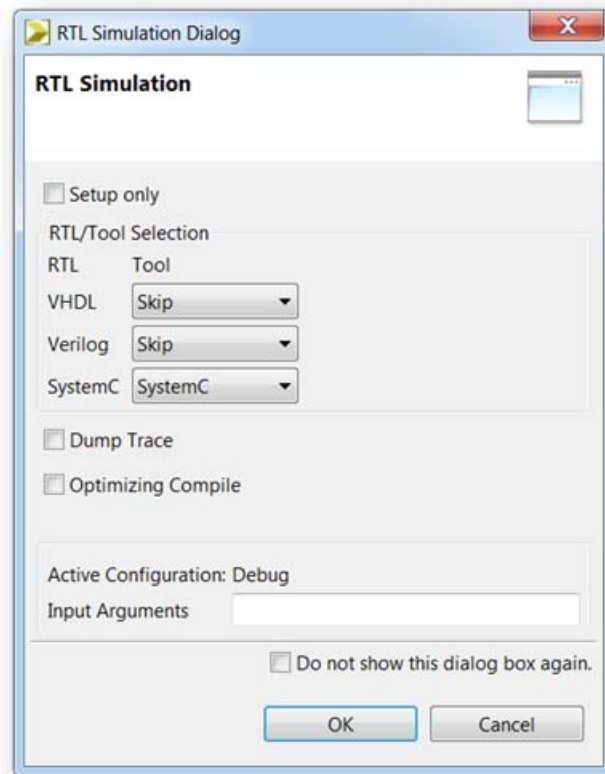 RTL Simulation Dialog
RTL Simulation
Setup only
RTL/Tool Selection
RTL Tool
VHDL Skip
Verilog Skip
SystemC SystemC
Dump Trace
Optimizing Compile
Active Configuration: Debug
Input Arguments
Do not show this dialog box again.
OK Cancel